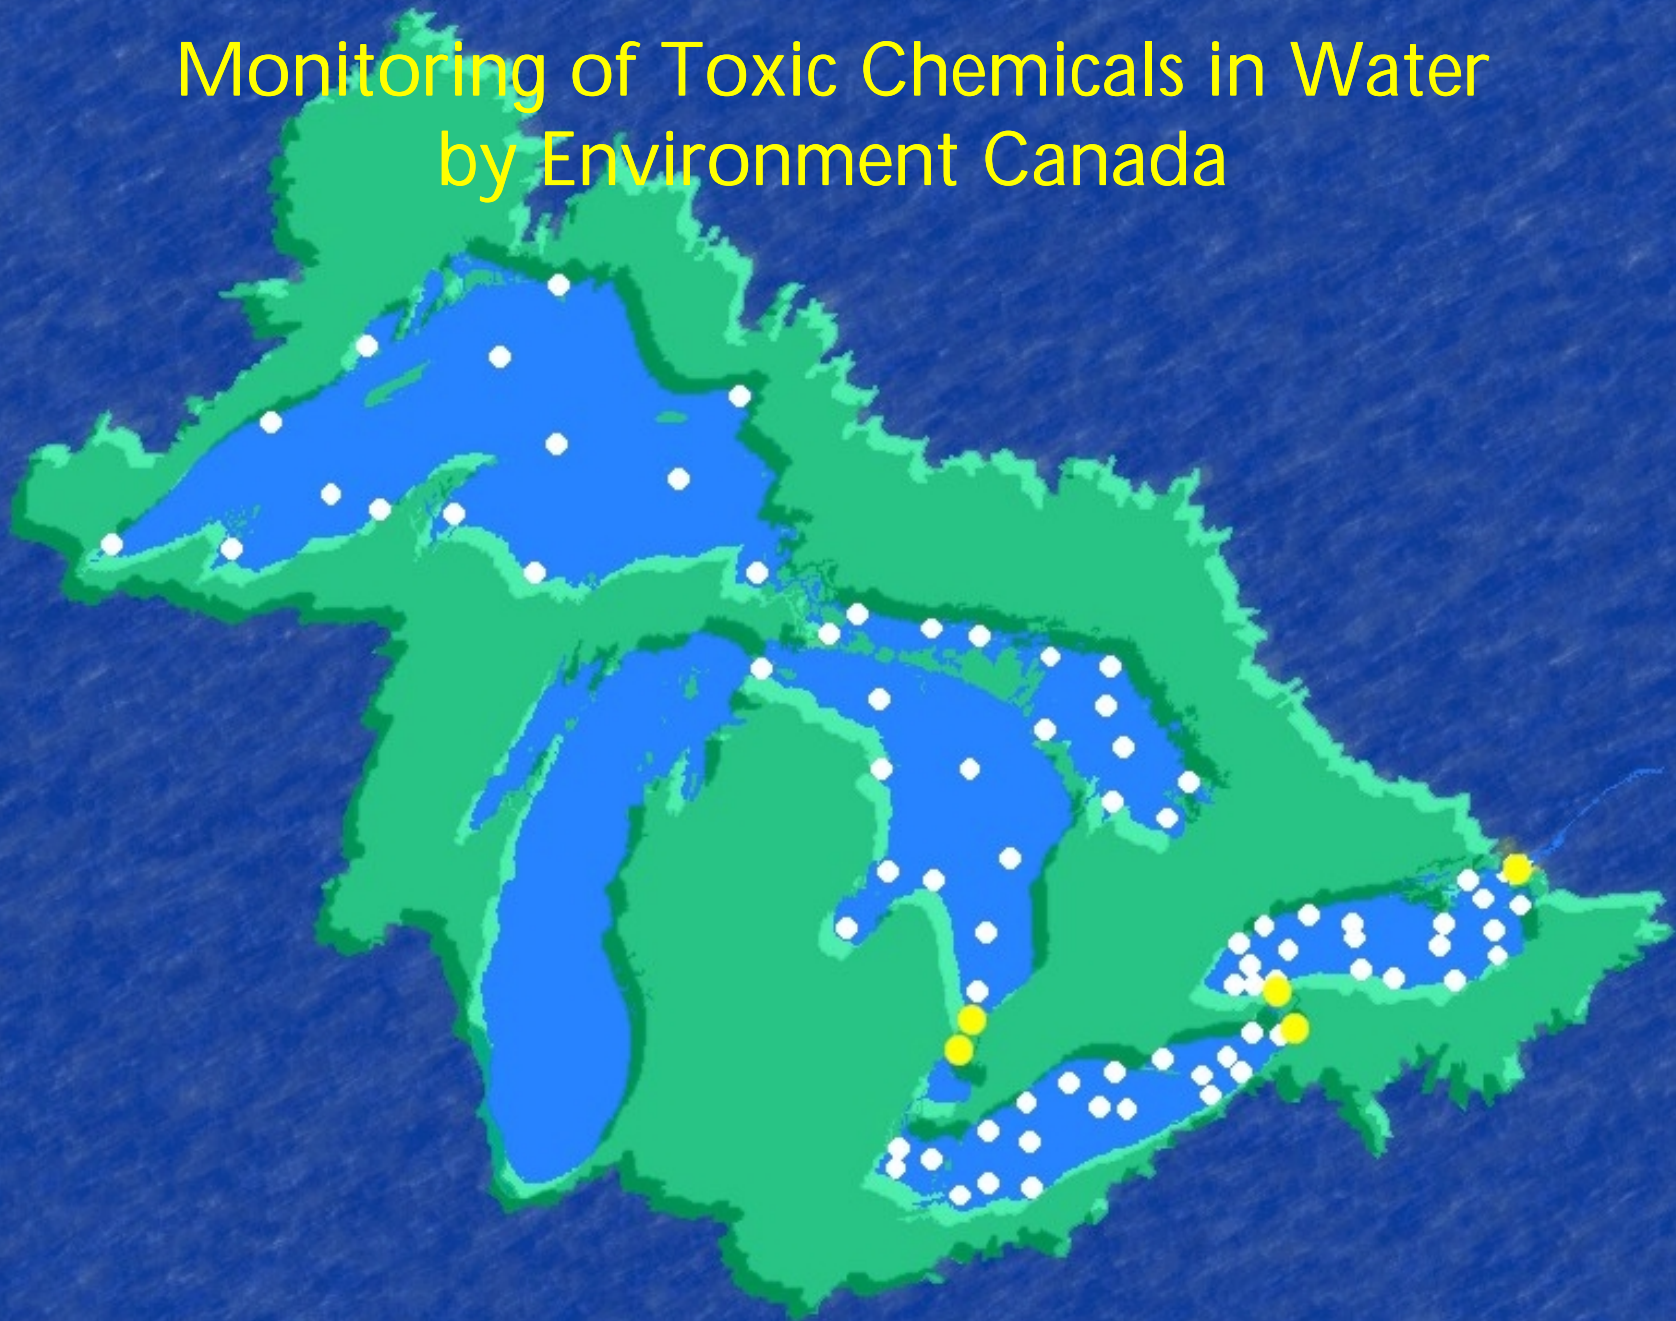 Monitoring of Toxic Chemicals in Water
by Environment Canada